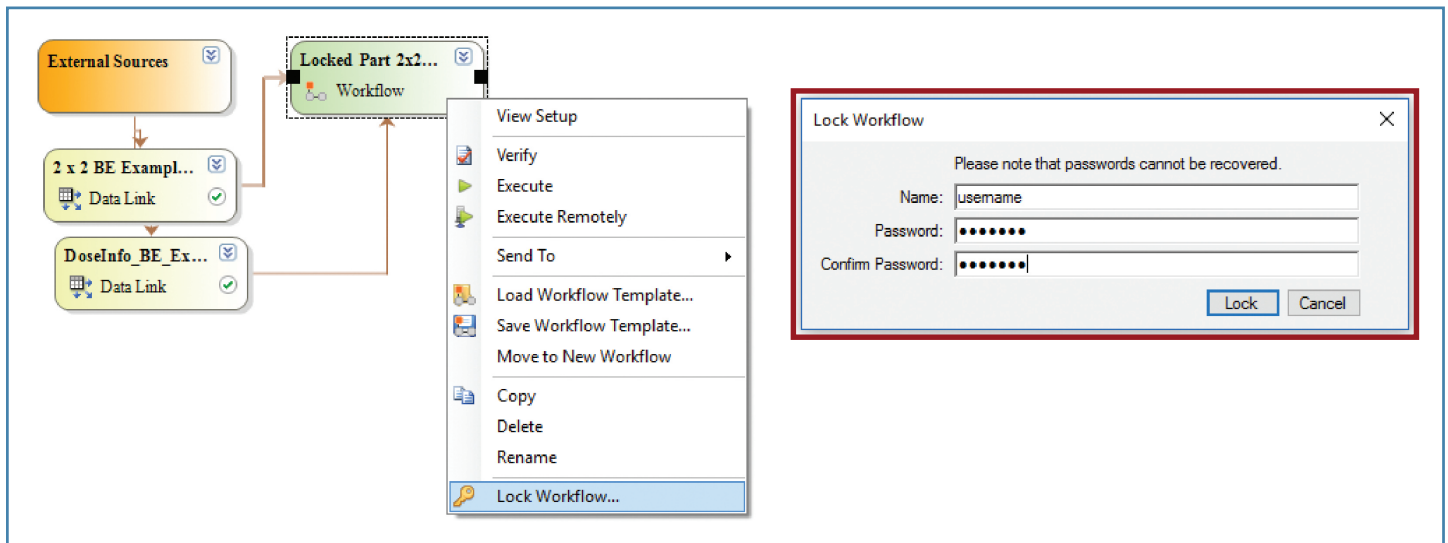 External Sources
Locked Part 2x2...
Workflow
2 x 2 BE Exampl...
Data Link
DoseInfo_BE_Ex...
Data Link
View Setup
Verify
Execute
Execute Remotely
Send To
Load Workflow Template...
Save Workflow Template...
Move to New Workflow
Copy
Delete
Rename
Lock Workflow...
Lock Workflow
Please note that passwords cannot be recovered.
Name: username
Password: ●●●●●●●
Confirm Password: ●●●●●●●
Lock Cancel